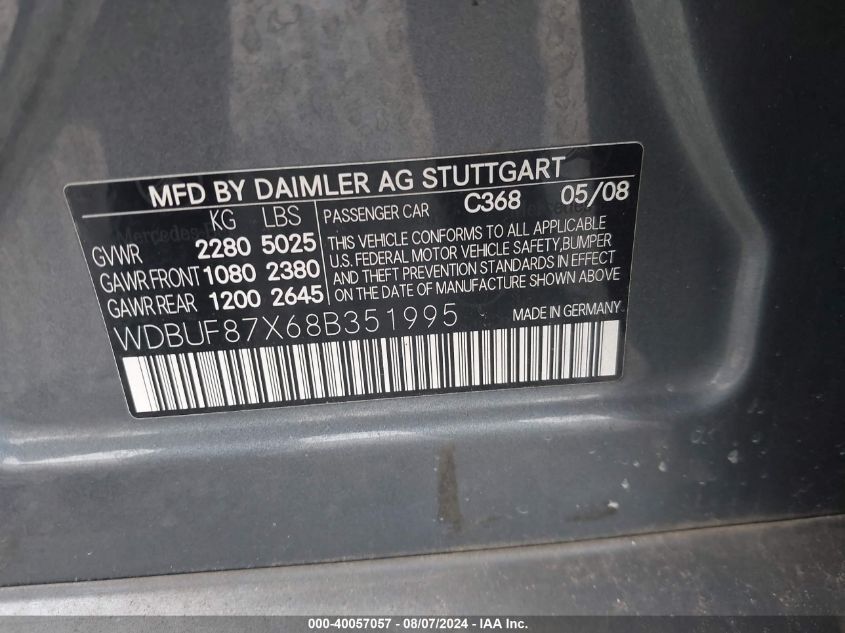 MFD BY DAIMLER AG STUTTGART
KG LBS PASSENGER CAR C368 05/08
GVWR 2280 5025
GAWR FRONT 1080 2380
GAWR REAR 1200 2645
THIS VEHICLE CONFORMS TO ALL APPLICABLE
U.S. FEDERAL MOTOR VEHICLE SAFETY, BUMPER
AND THEFT PREVENTION STANDARDS IN EFFECT
ON THE DATE OF MANUFACTURE SHOWN ABOVE
WDBUF87X68B351995 MADE IN GERMANY
000-40057057 - 08/07/2024 - IAA Inc.